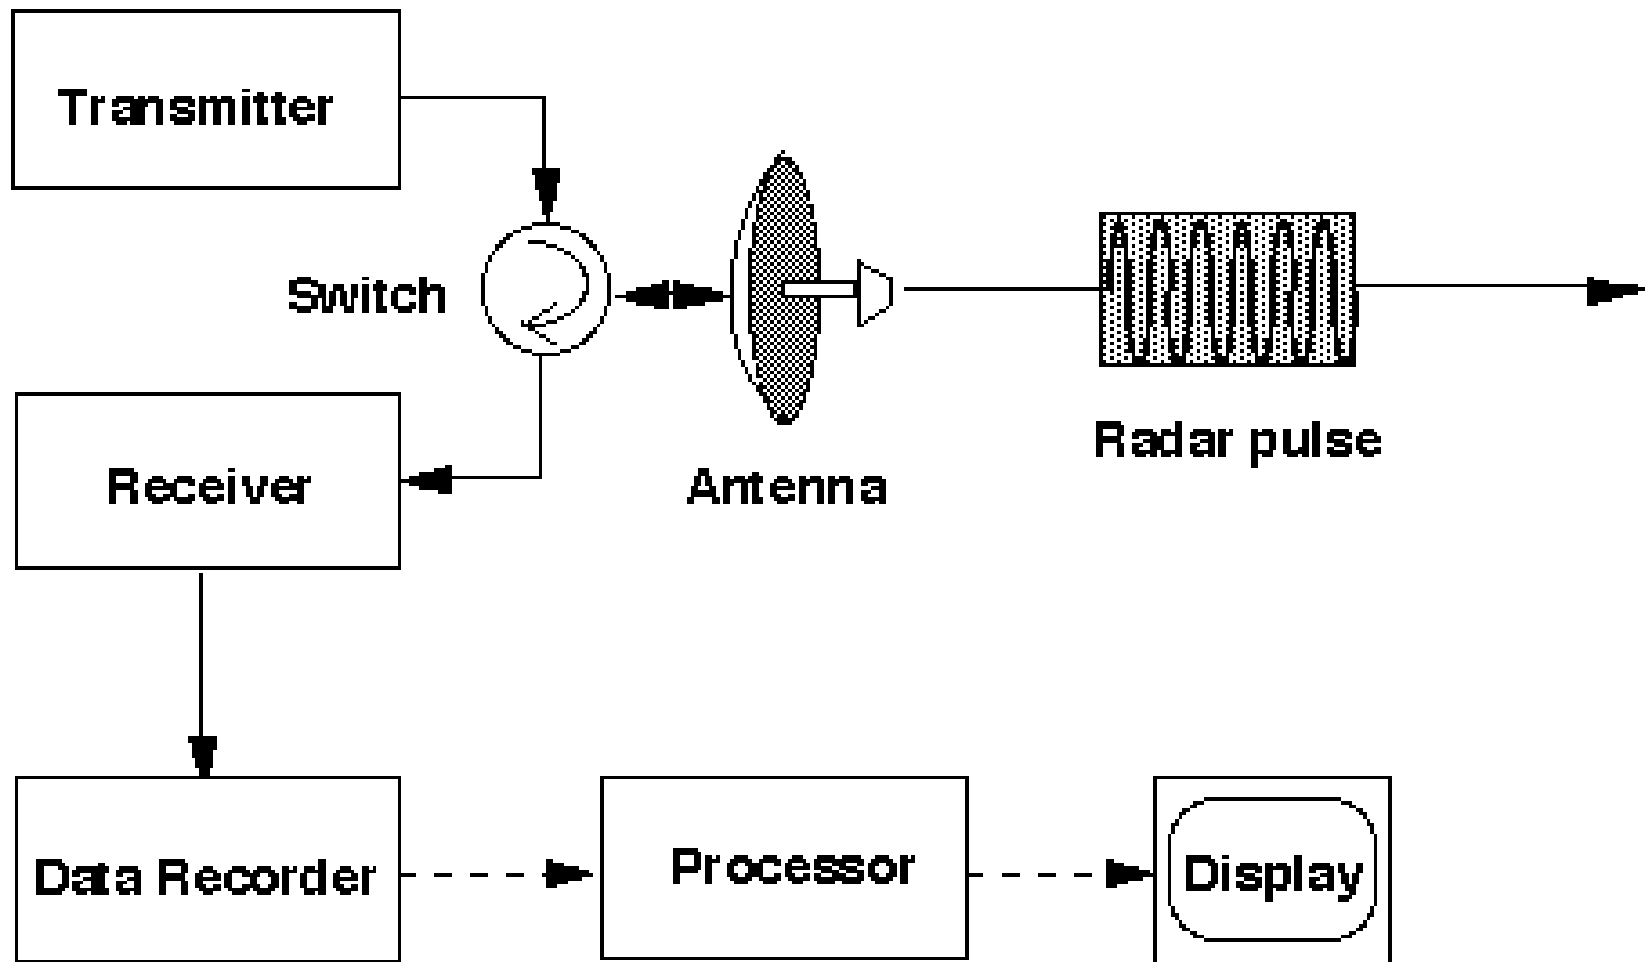 Transmitter
Switch
Radar pulse
Receiver
Antenna
Data Recorder
Processor
Display